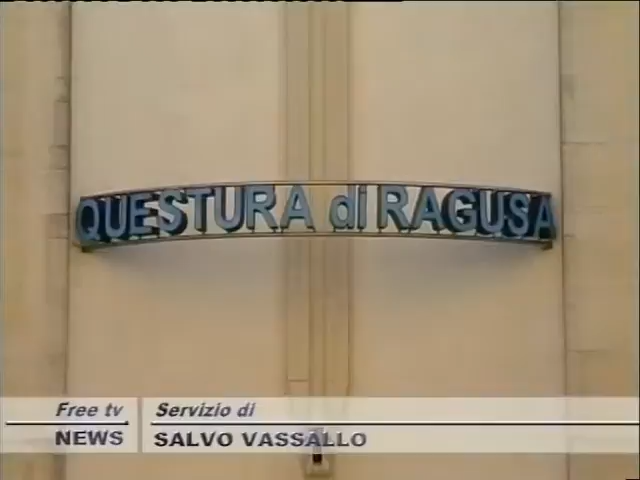 QUESTURA di RAGUSA
Free tv
NEWS
Servizio di
SALVO VASSALLO